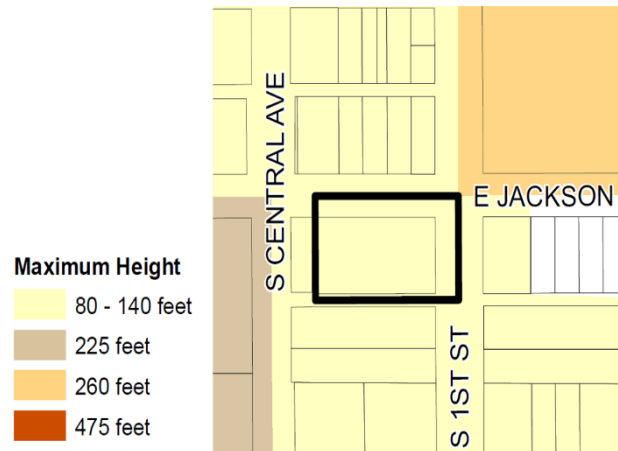 S CENTRAL AVE
E JACKSON
Maximum Height
80 - 140 feet
225 feet
260 feet
475 feet
S 1ST ST